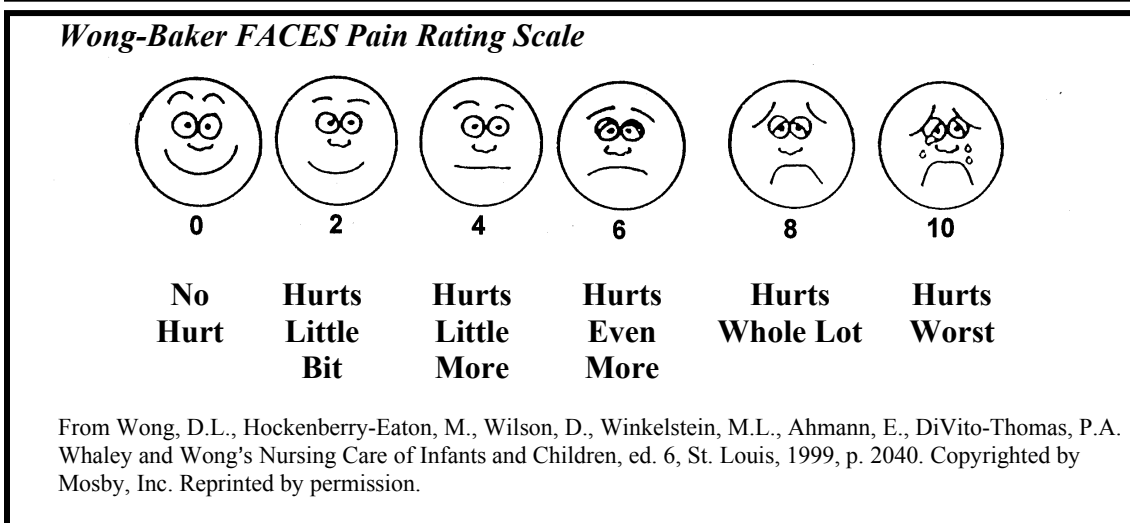 Wong-Baker FACES Pain Rating Scale
0 2 4 6 8 10
No Hurts Hurts Hurts Hurts Hurts
Hurt Little Little Even Whole Lot Worst
Bit More More
From Wong, D.L., Hockenberry-Eaton, M., Wilson, D., Winkelstein, M.L., Ahmann, E., DiVito-Thomas, P.A.
Whaley and Wong's Nursing Care of Infants and Children, ed. 6, St. Louis, 1999, p. 2040. Copyrighted by
Mosby, Inc. Reprinted by permission.